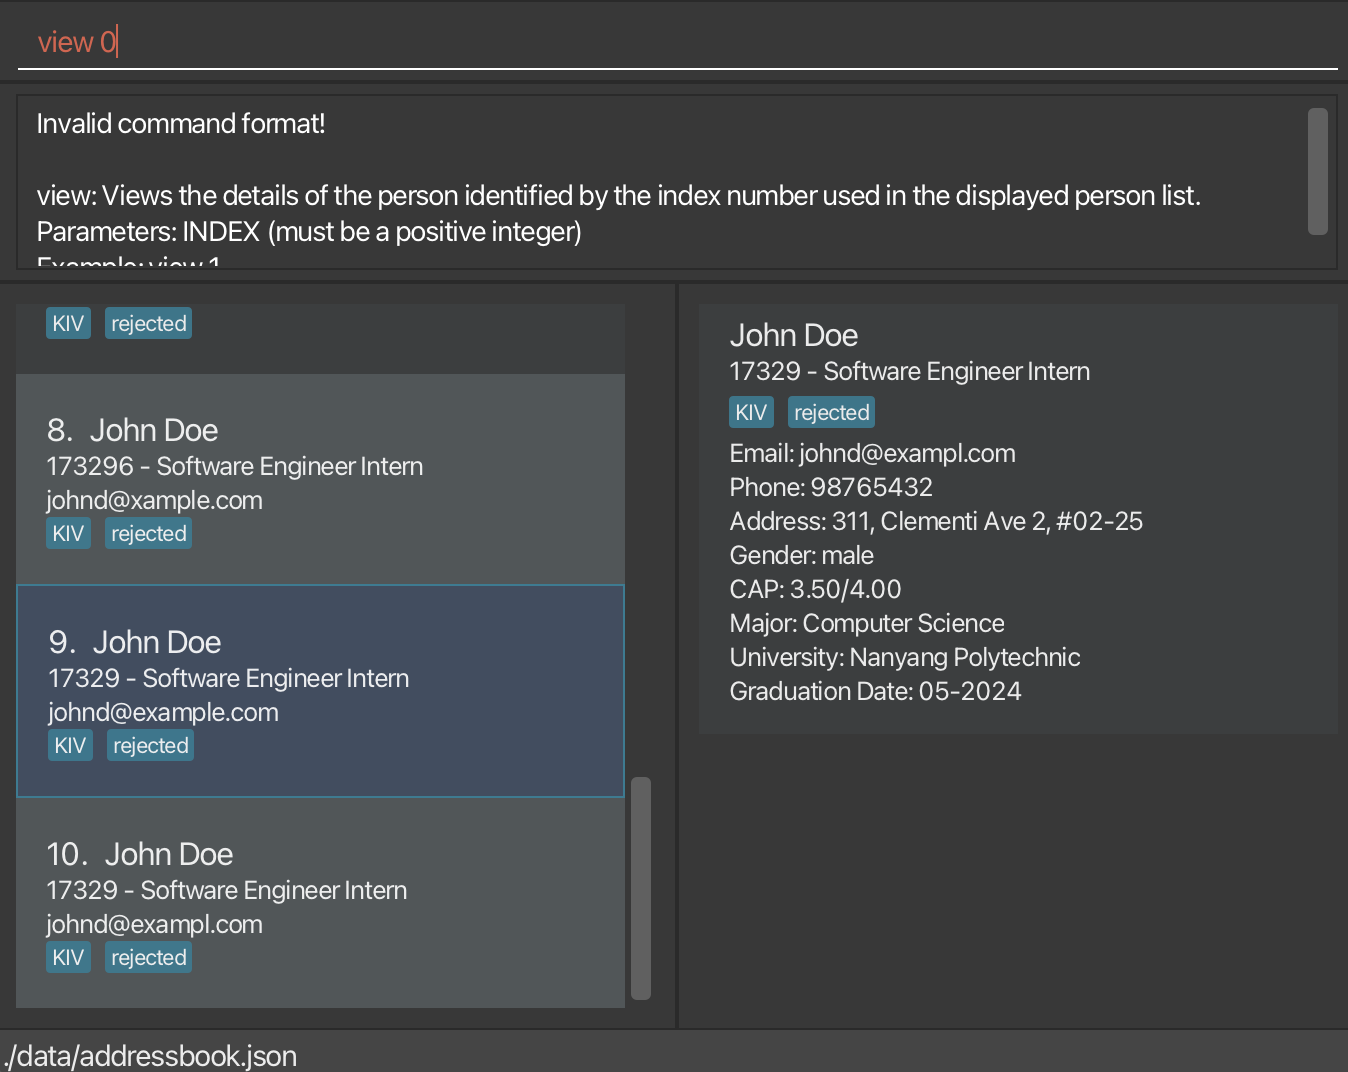 view 0
Invalid command format!
view: Views the details of the person identified by the index number used in the displayed person list.
Parameters: INDEX (must be a positive integer)
Example: view 1
KIV rejected
8. John Doe
173296 - Software Engineer Intern
johnd@xample.com
KIV rejected
9. John Doe
17329 - Software Engineer Intern
johnd@example.com
KIV rejected
10. John Doe
17329 - Software Engineer Intern
johnd@exampl.com
KIV rejected
John Doe
17329 - Software Engineer Intern
KIV rejected
Email: johnd@exampl.com
Phone: 98765432
Address: 311, Clementi Ave 2, #02-25
Gender: male
CAP: 3.50/4.00
Major: Computer Science
University: Nanyang Polytechnic
Graduation Date: 05-2024
./data/addressbook.json